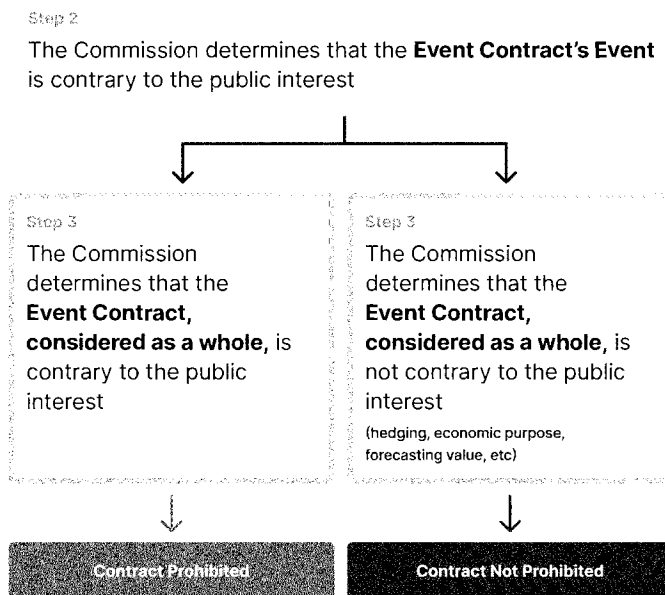 Step 2
The Commission determines that the Event Contract’s Event
is contrary to the public interest
Step 3
The Commission
determines that the
Event Contract,
considered as a whole, is
contrary to the public
interest
Step 3
The Commission
determines that the
Event Contract,
considered as a whole, is
not contrary to the public
interest
(hedging, economic purpose,
forecasting value, etc)
Contract Prohibited
Contract Not Prohibited